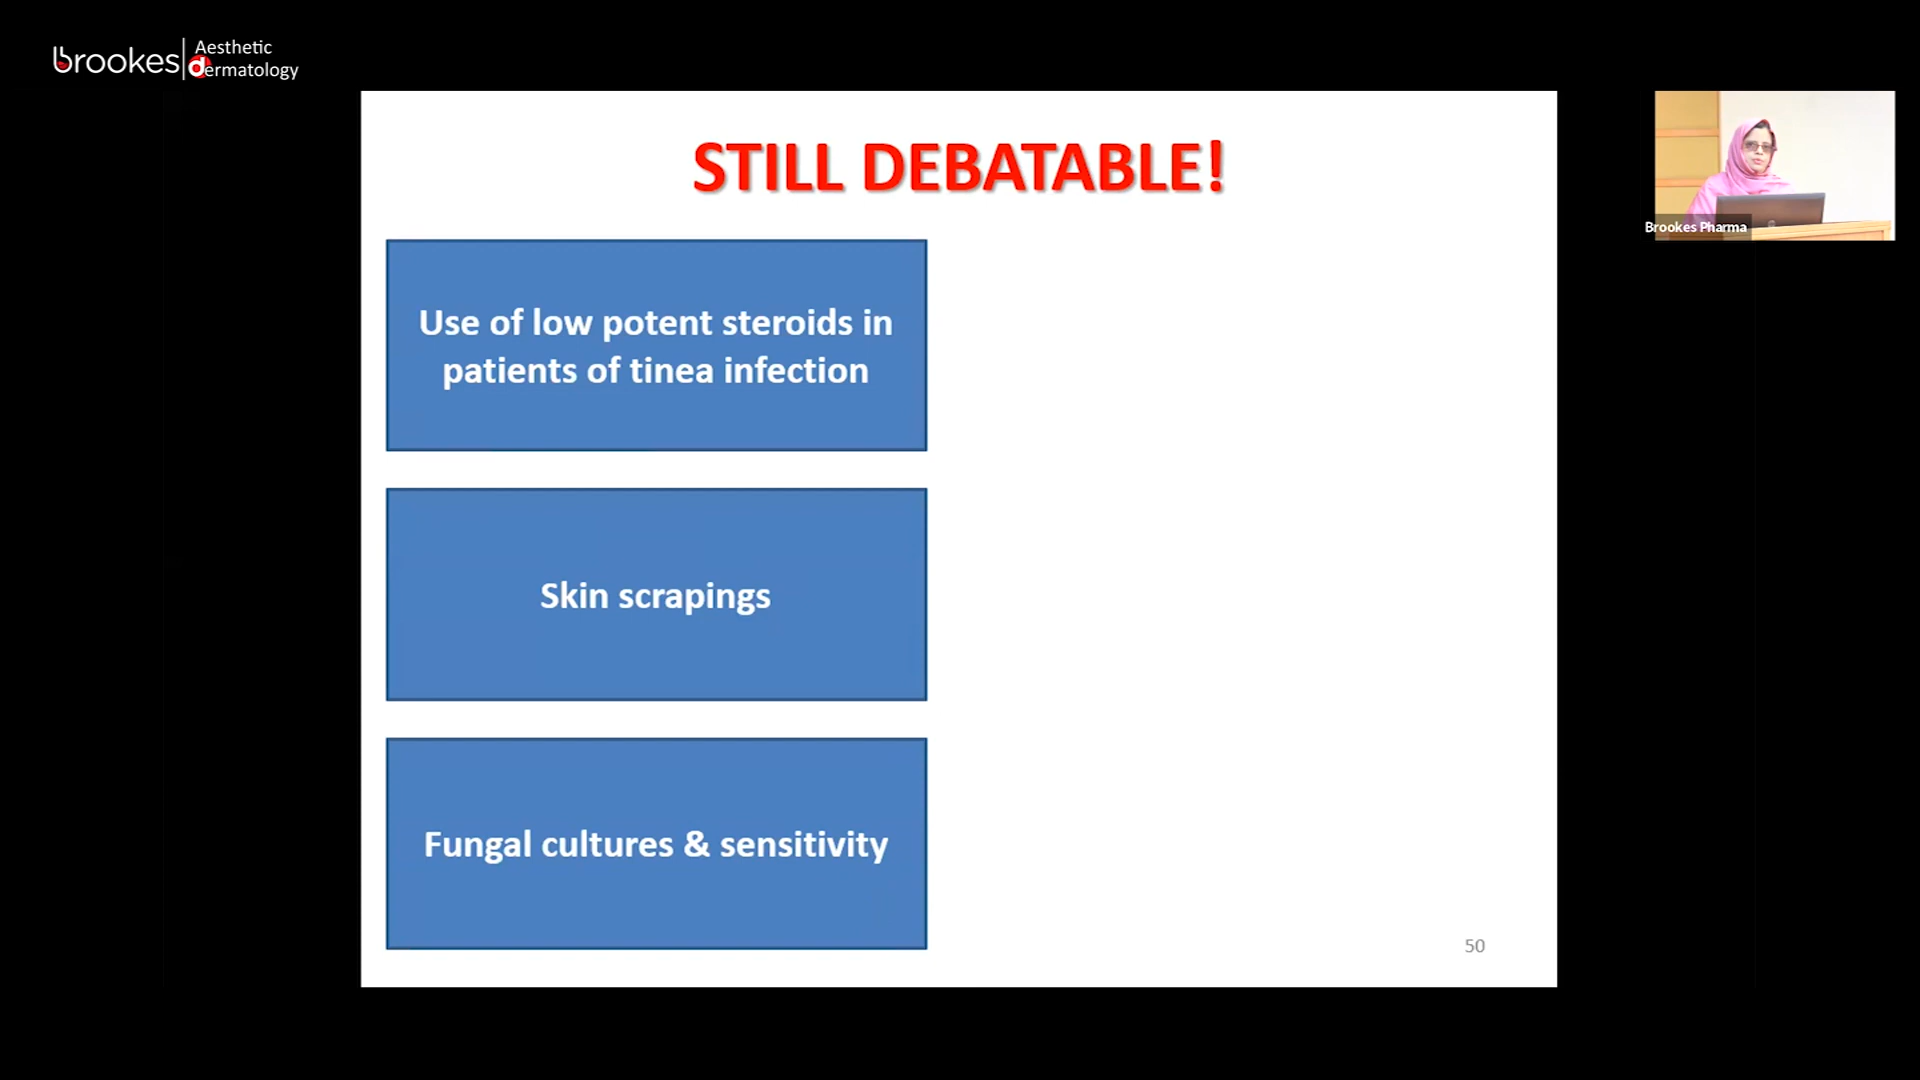 brookes
Aesthetic
dermatology
STILL DEBATABLE!
Use of low potent steroids in
patients of tinea infection
Skin scrapings
Fungal cultures & sensitivity
50
Brookes Pharma